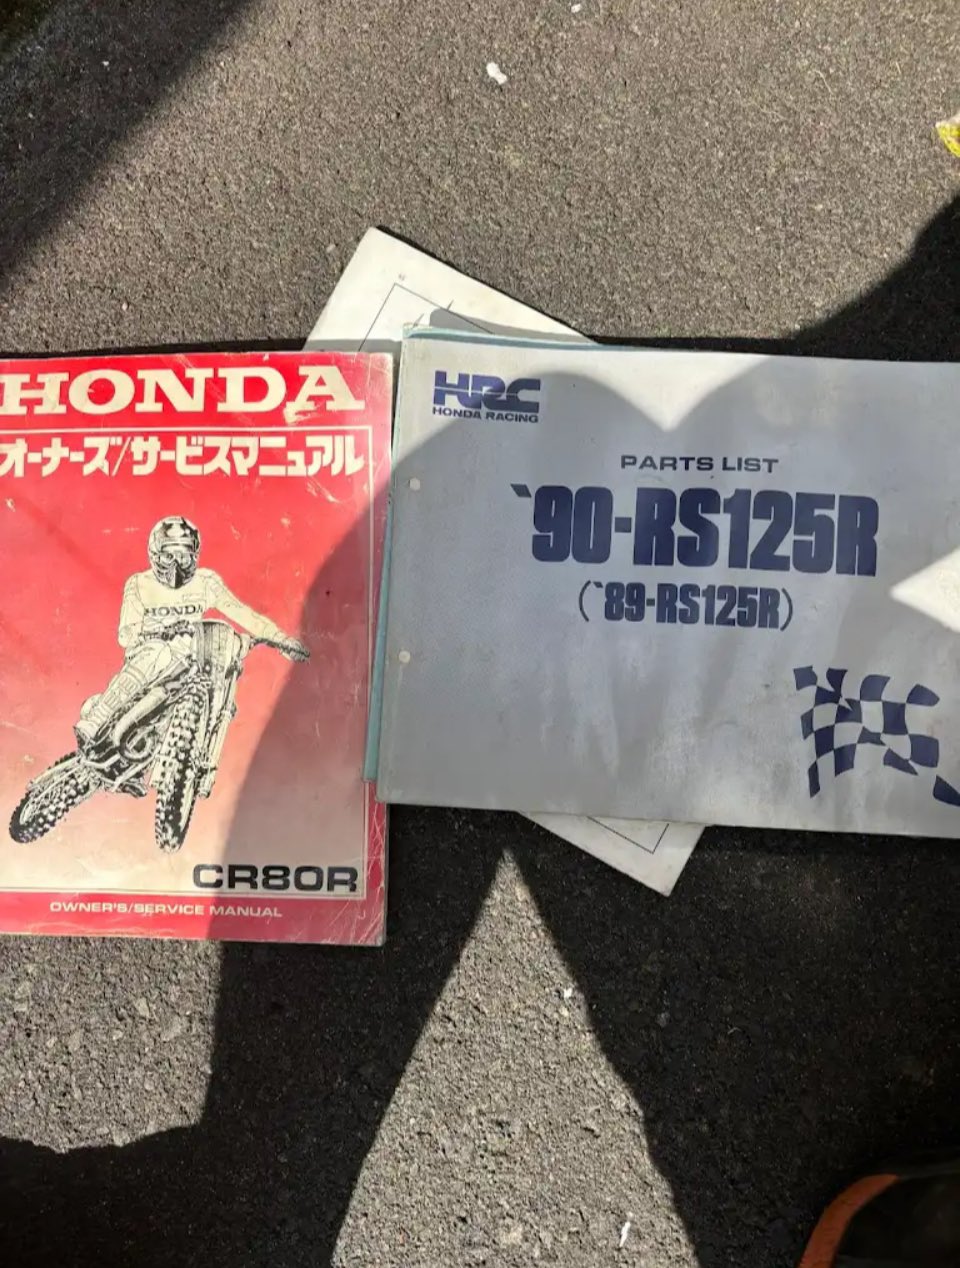 HONDA
オーナーズ/サービスマニュアル
HONDA
CR80R
OWNER'S/SERVICE MANUAL
HRC
HONDA RACING
PARTS LIST
`90-RS125R
(`89-RS125R)